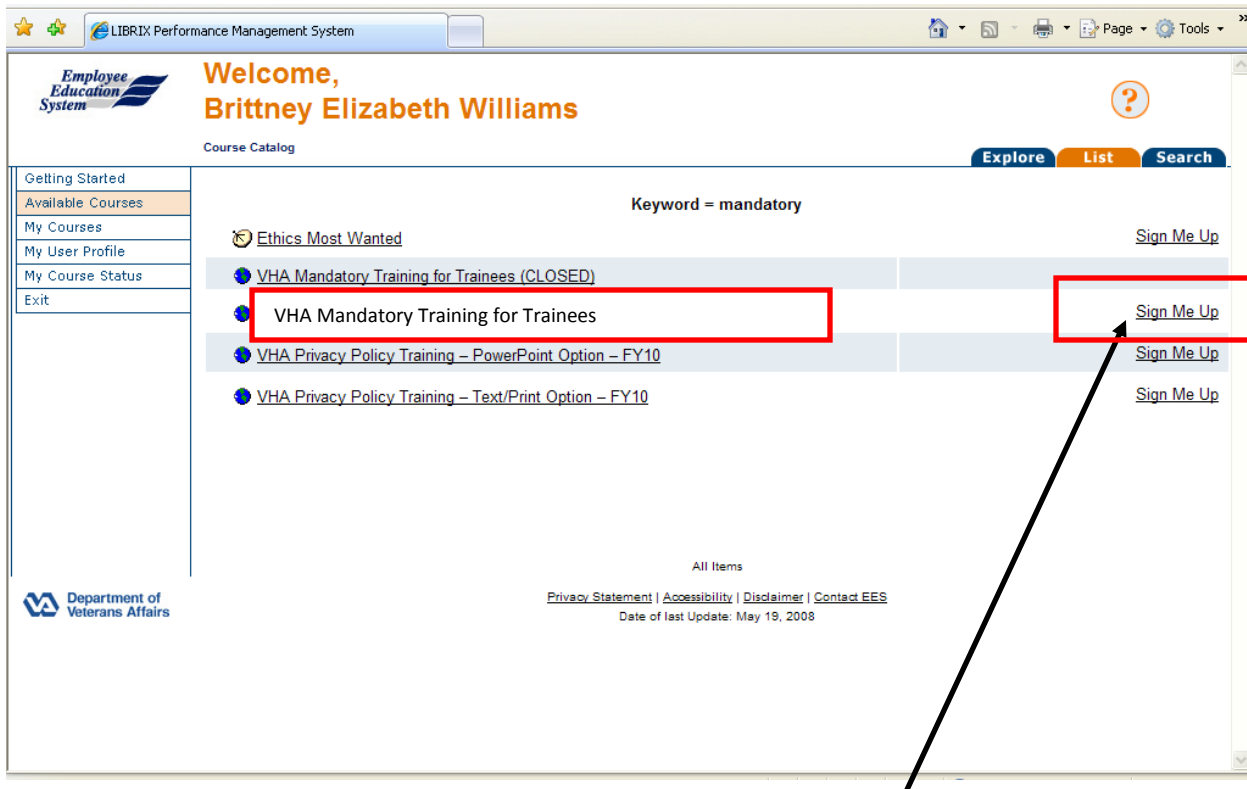 LIBRIX Performance Management System
Page
Tools
»
Employee
Education
System
Welcome,
Brittney Elizabeth Williams
?
Course Catalog
Explore List Search
Getting Started
Available Courses
My Courses
My User Profile
My Course Status
Exit
Keyword = mandatory
Ethics Most Wanted Sign Me Up
VHA Mandatory Training for Trainees (CLOSED)
VHA Mandatory Training for Trainees Sign Me Up
VHA Privacy Policy Training – PowerPoint Option – FY10 Sign Me Up
VHA Privacy Policy Training – Text/Print Option – FY10 Sign Me Up
All Items
VA Department of
Veterans Affairs
Privacy Statement | Accessibility | Disclaimer | Contact EES
Date of last Update: May 19, 2008